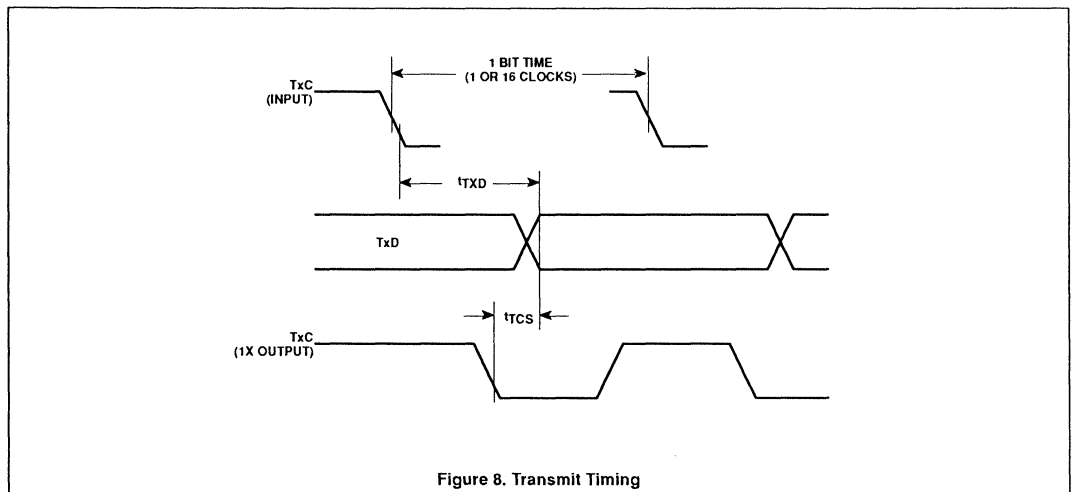 1 BIT TIME
(1 OR 16 CLOCKS)
TxC
(INPUT)
tTXD
TxD
tTCS
TxC
(1X OUTPUT)
Figure 8. Transmit Timing